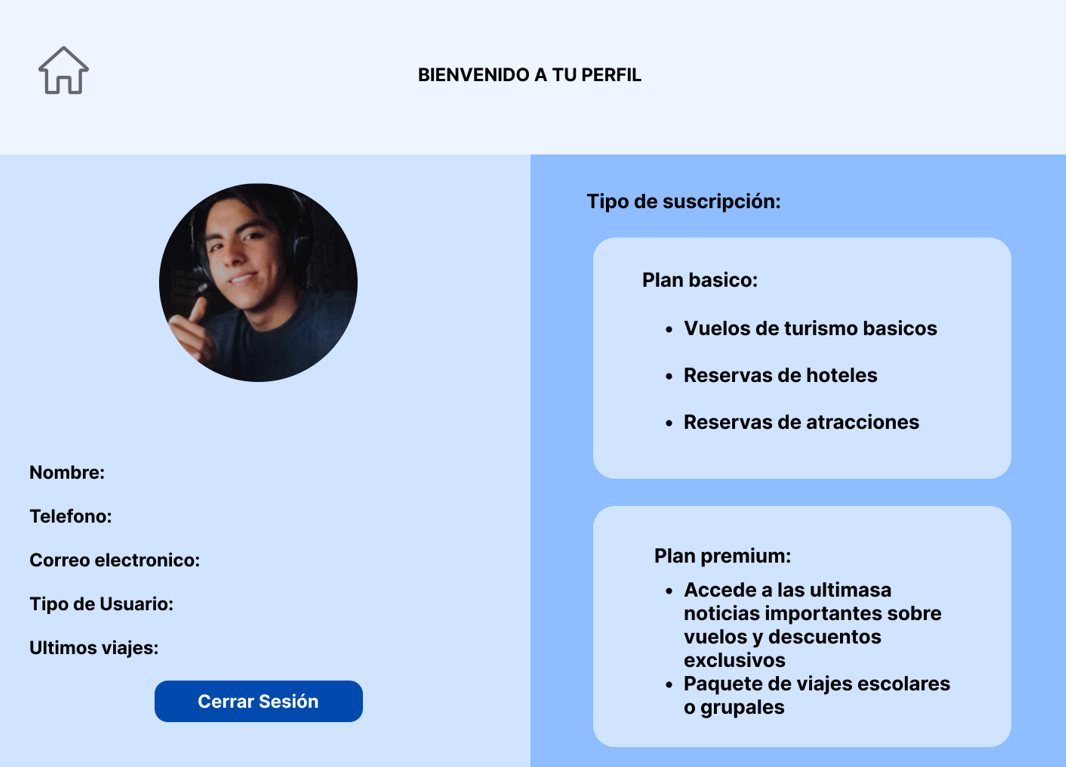 BIENVENIDO A TU PERFIL
Nombre:
Telefono:
Correo electronico:
Tipo de Usuario:
Ultimos viajes:
Cerrar Sesión
Tipo de suscripción:
Plan basico:
• Vuelos de turismo basicos
• Reservas de hoteles
• Reservas de atracciones
Plan premium:
• Accede a las ultimasa
noticias importantes sobre
vuelos y descuentos
exclusivos
• Paquete de viajes escolares
o grupales